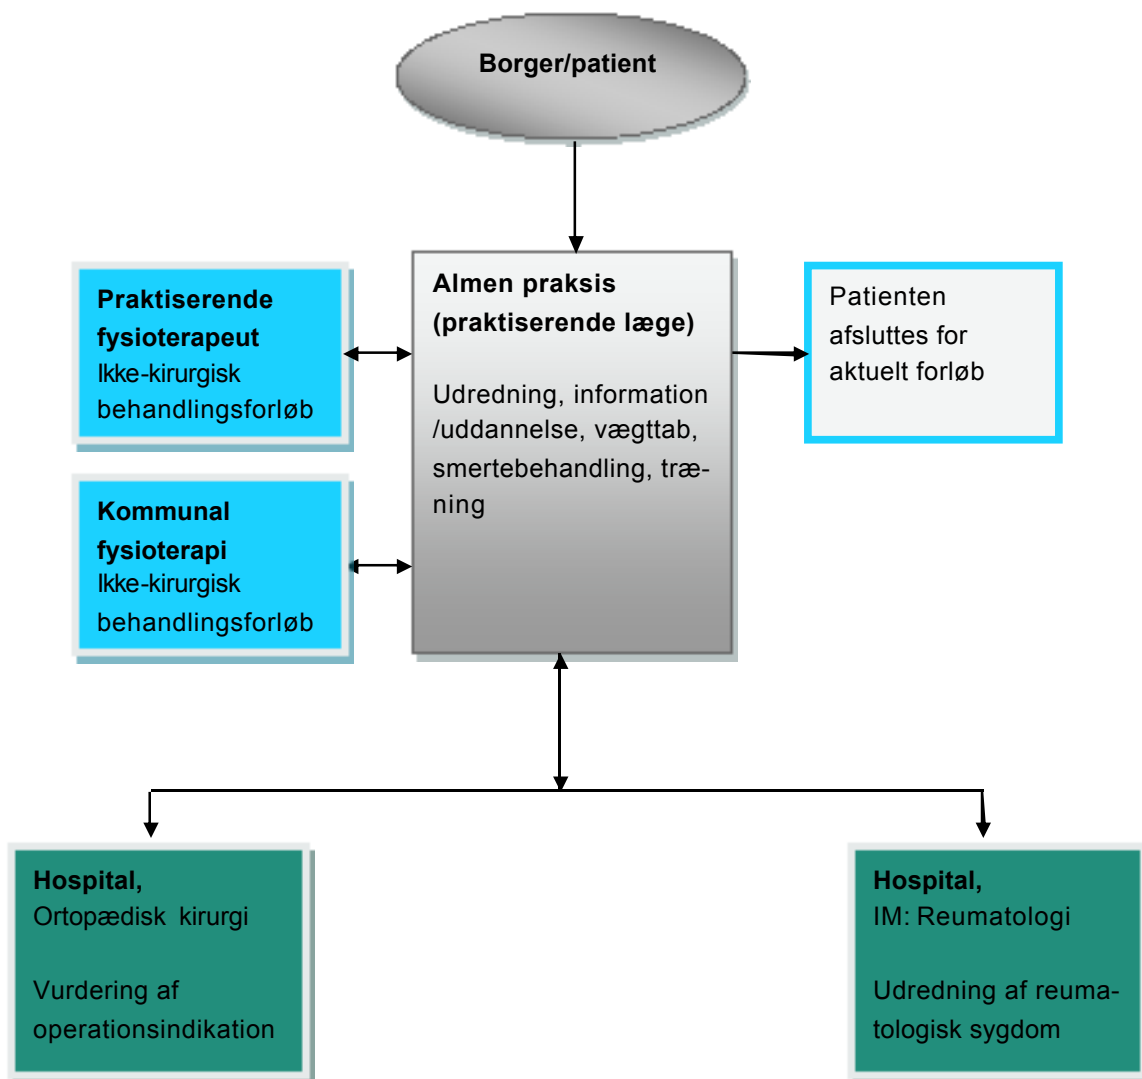 Borger/patient
Praktiserende
fysioterapeut
Ikke-kirurgisk
behandlingsforløb
Almen praksis
(praktiserende læge)
Udredning, information
/uddannelse, vægttab,
smertebehandling, træ-
ning
Patienten
afsluttes for
aktuelt forløb
Kommunal
fysioterapi
Ikke-kirurgisk
behandlingsforløb
Hospital,
Ortopædisk kirurgi
Vurdering af
operationsindikation
Hospital,
IM: Reumatologi
Udredning af reuma-
tologisk sygdom